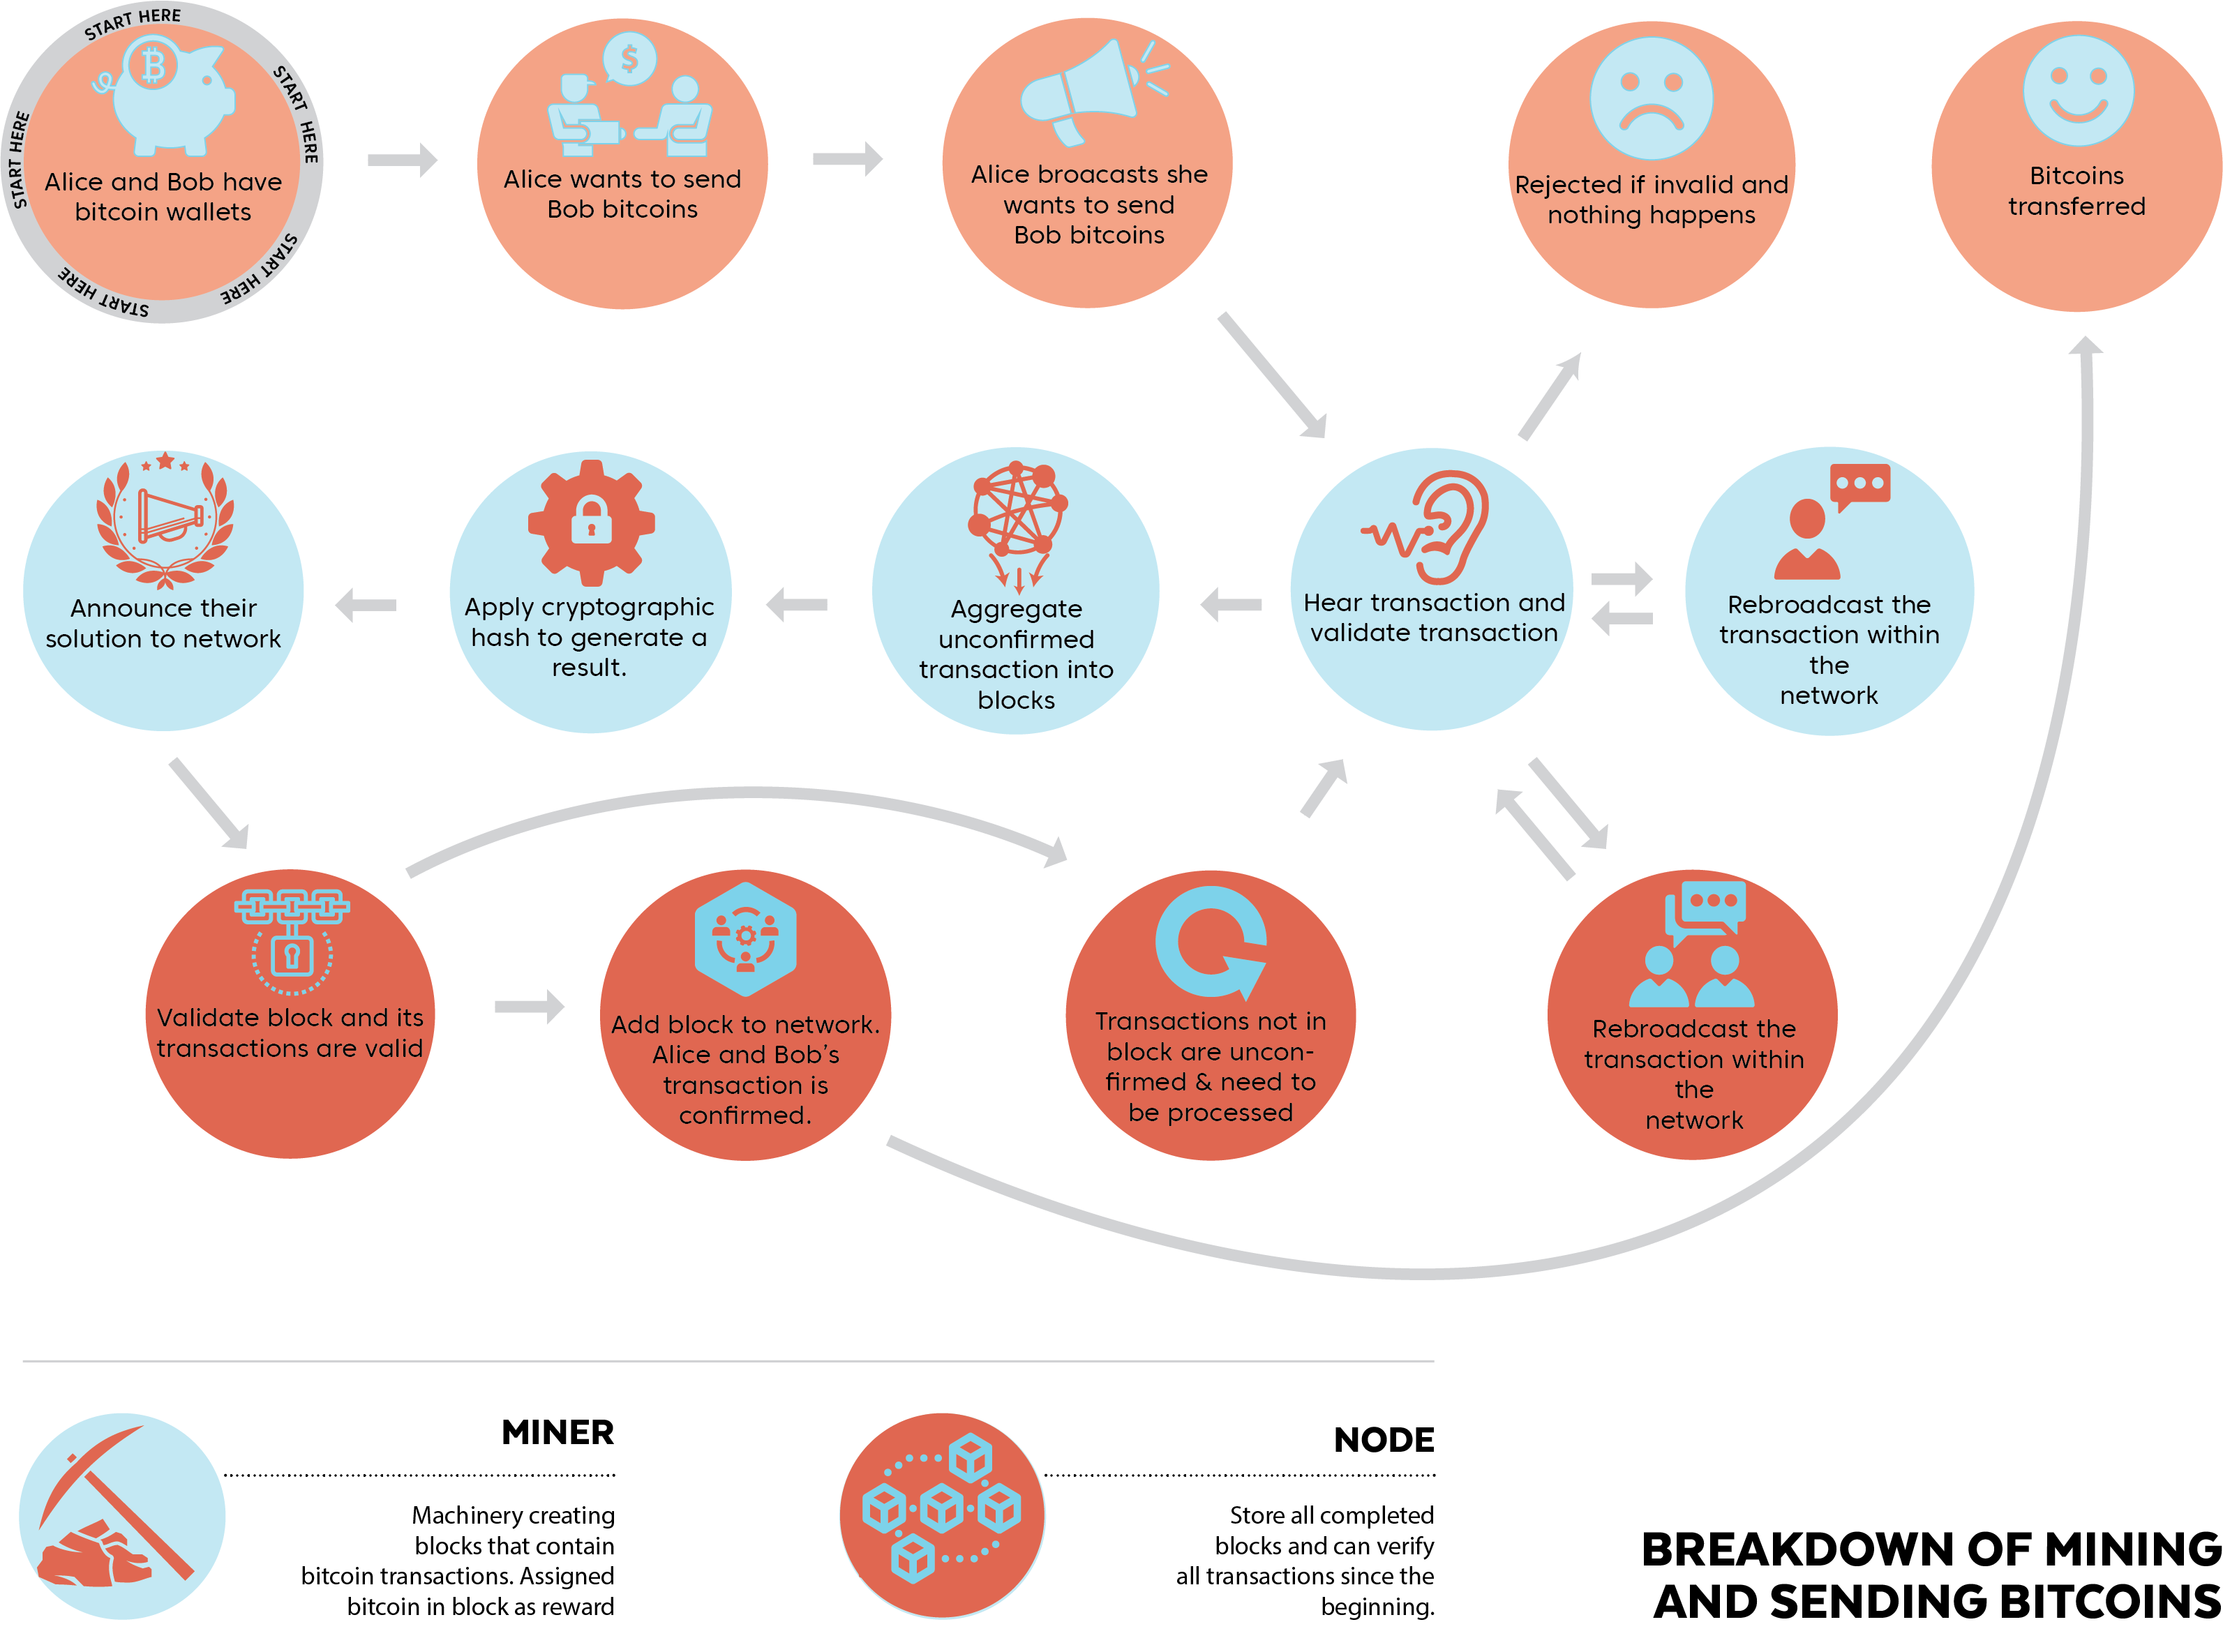 START HERE
START HERE
START HERE
START HERE
START HERE
Alice and Bob have
bitcoin wallets
$
Alice wants to send
Bob bitcoins
Alice broacasts she
wants to send
Bob bitcoins
Rejected if invalid and
nothing happens
Bitcoins
transferred
Announce their
solution to network
Apply cryptographic
hash to generate a
result.
Aggregate
unconfirmed
transaction into
blocks
Hear transaction and
validate transaction
Rebroadcast the
transaction within
the
network
Validate block and its
transactions are valid
Add block to network.
Alice and Bob’s
transaction is
confirmed.
Transactions not in
block are uncon-
firmed & need to
be processed
Rebroadcast the
transaction within
the
network
MINER
Machinery creating
blocks that contain
bitcoin transactions. Assigned
bitcoin in block as reward
NODE
Store all completed
blocks and can verify
all transactions since the
beginning.
BREAKDOWN OF MINING
AND SENDING BITCOINS